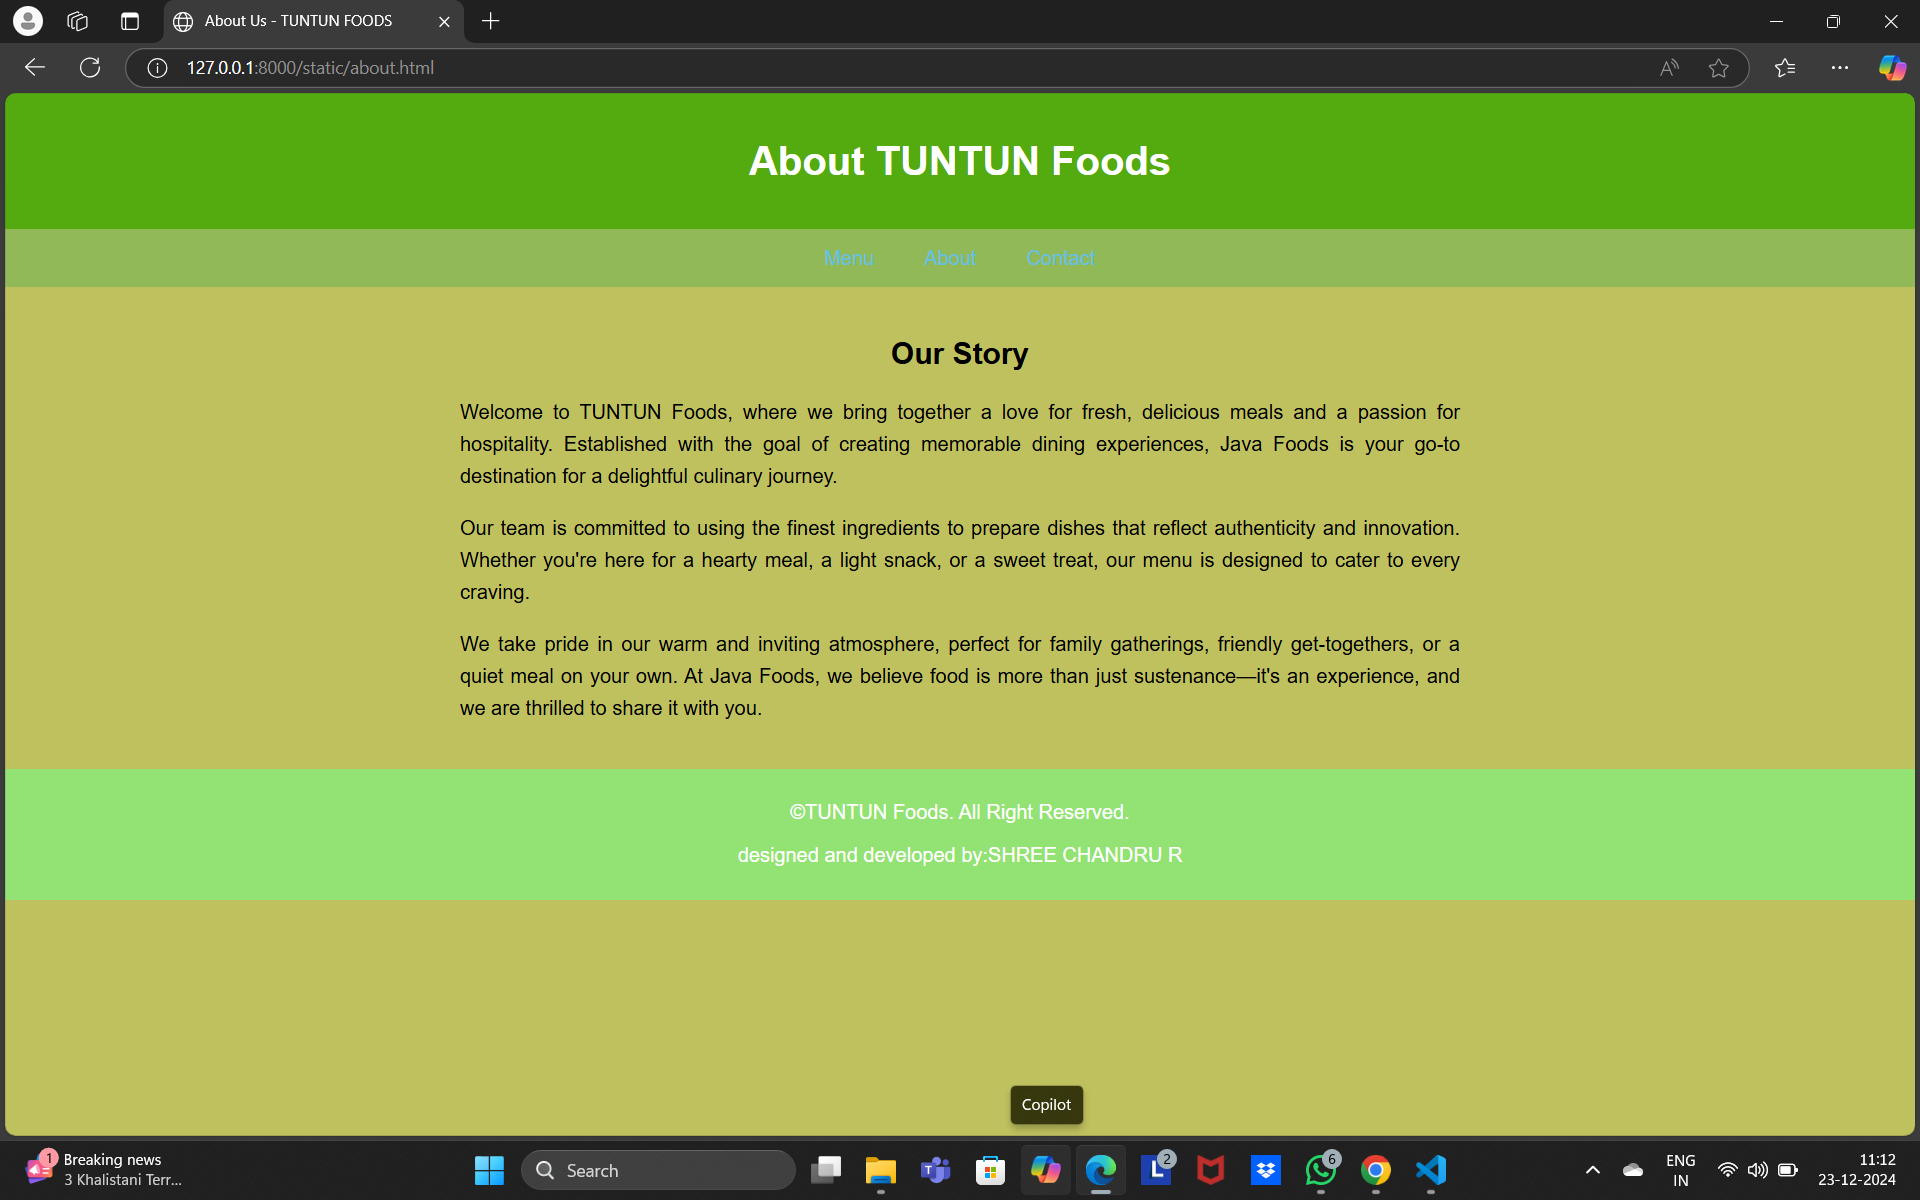 About Us - TUNTUN FOODS
127.0.0.1:8000/static/about.html
About TUNTUN Foods
Menu About Contact
Our Story
Welcome to TUNTUN Foods, where we bring together a love for fresh, delicious meals and a passion for
hospitality. Established with the goal of creating memorable dining experiences, Java Foods is your go-to
destination for a delightful culinary journey.
Our team is committed to using the finest ingredients to prepare dishes that reflect authenticity and innovation.
Whether you're here for a hearty meal, a light snack, or a sweet treat, our menu is designed to cater to every
craving.
We take pride in our warm and inviting atmosphere, perfect for family gatherings, friendly get-togethers, or a
quiet meal on your own. At Java Foods, we believe food is more than just sustenance—it's an experience, and
we are thrilled to share it with you.
©TUNTUN Foods. All Right Reserved.
designed and developed by:SHREE CHANDRU R
Copilot
1
Breaking news
3 Khalistani Terr...
Search
T
L 2
6
ENG
IN
11:12
23-12-2024